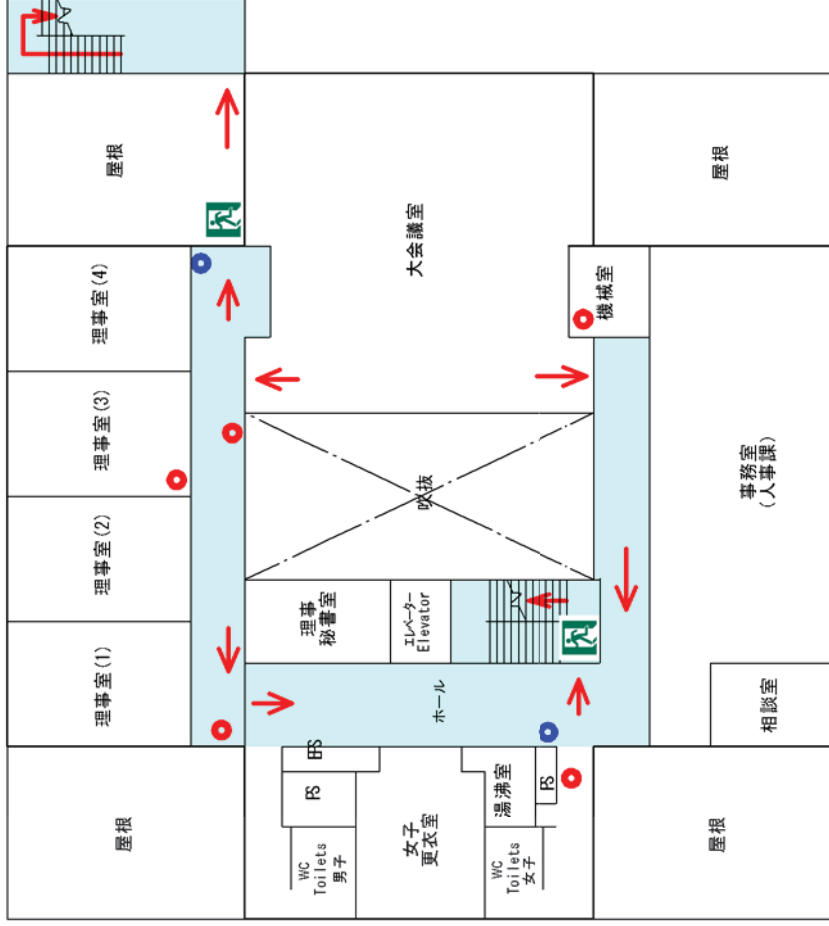 屋根
屋根
理事室(4)
大会議室
機械室
理事室(3)
吹抜
事務室
(人事課)
理事室(2)
理事
秘書室
エレベーター
Elevator
理事室(1)
ホール
相談室
EPS
PS
湯沸室
PS
屋根
WC
Toilets
男子
女子
更衣室
WC
Toilets
女子
屋根